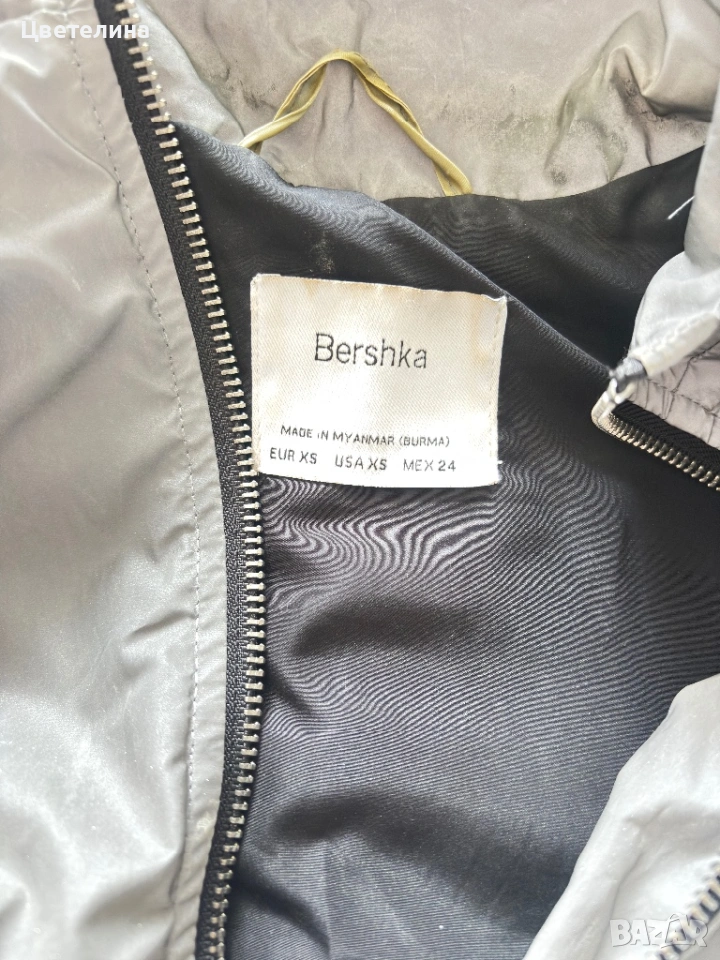 Цветелина
Bershka
MADE IN MYANMAR (BURMA)
EUR XS USA XS MEX 24
BAZAR